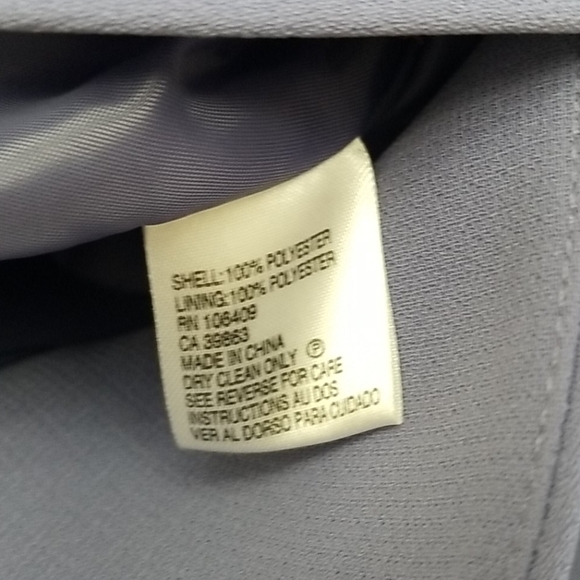 SHELL:100% POLYESTER
LINING:100% POLYESTER
RN 106409
CA 39863
MADE IN CHINA
DRY CLEAN ONLY Ⓟ
SEE REVERSE FOR CARE
INSTRUCTIONS AU DOS
VER AL DORSO PARA CUIDADO